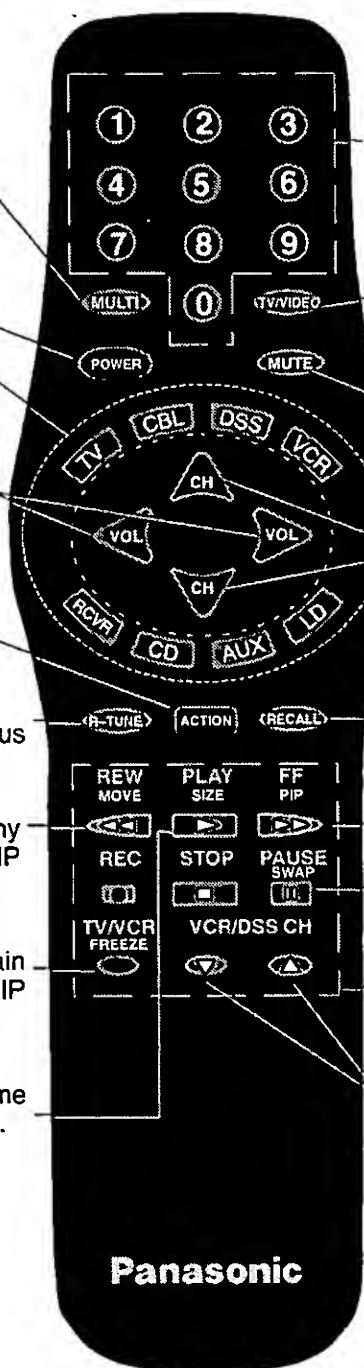 1 2 3
4 5 6
7 8 9
MULTI 0 TV/VIDEO
POWER MUTE
TV CBL DSS VCR
CH
VOL VOL
CH
RCVR CD AUX LD
R-TUNE ACTION RECALL
us
REW PLAY FF
MOVE SIZE PIP
ny
IP
REC STOP PAUSE
SWAP
TV/VCR VCR/DSS CH
FREEZE
ain
IP
me
.
Panasonic